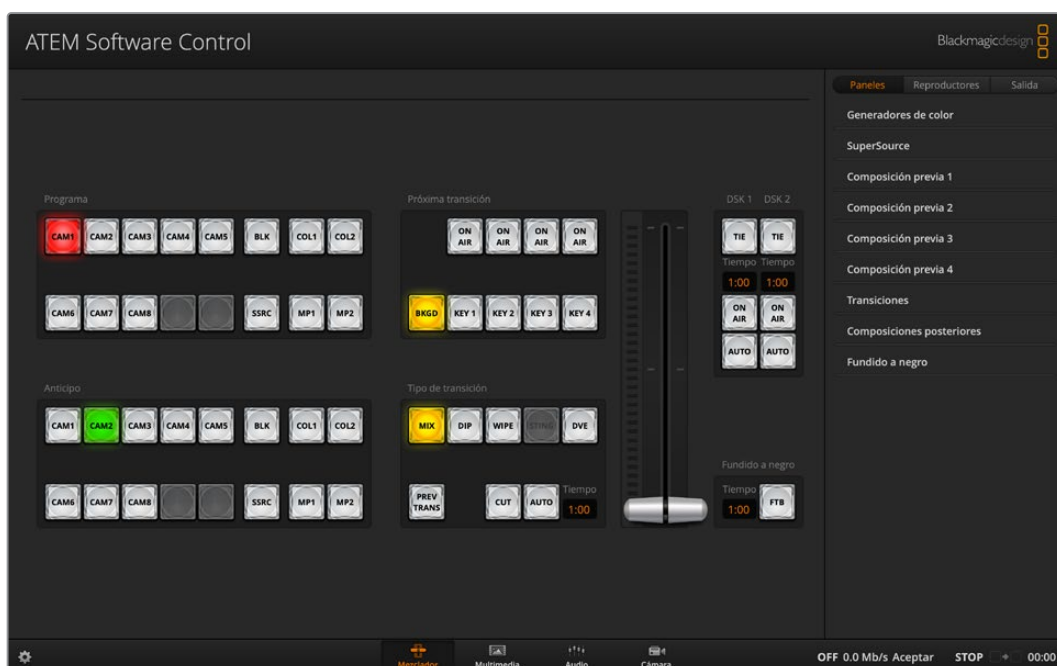 ATEM Software Control
Blackmagicdesign
Paneles Reproductores Salida
Generadores de color
SuperSource
Composición previa 1
Composición previa 2
Composición previa 3
Composición previa 4
Transiciones
Composiciones posteriores
Fundido a negro
Programa
CAM1 CAM2 CAM3 CAM4 CAM5 BLK COL1 COL2
CAM6 CAM7 CAM8 SSRC MP1 MP2
Próxima transición
ON AIR ON AIR ON AIR ON AIR
BKGD KEY 1 KEY 2 KEY 3 KEY 4
DSK 1 DSK 2
TIE TIE
Tiempo Tiempo
1:00 1:00
ON AIR ON AIR
AUTO AUTO
Anticipo
CAM1 CAM2 CAM3 CAM4 CAM5 BLK COL1 COL2
CAM6 CAM7 CAM8 SSRC MP1 MP2
Tipo de transición
MIX DIP WIPE STING DVE
PREV TRANS CUT AUTO Tiempo 1:00
Fundido a negro
Tiempo
1:00 FTB
Mezclador Multimedia Audio Cámara
OFF 0.0 Mb/s Aceptar STOP 00:00